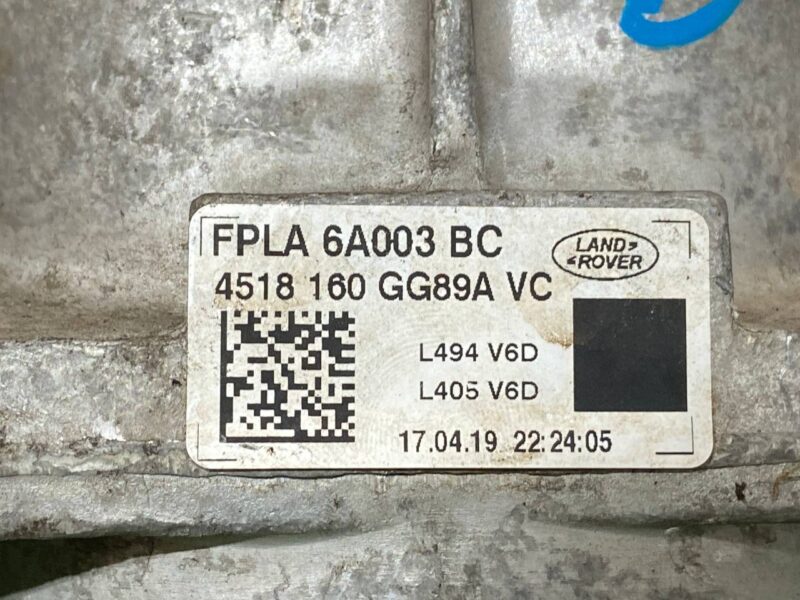 FPLA 6A003 BC
LAND
ROVER
4518 160 GG89A VC
L494 V6D
L405 V6D
17.04.19 22:24:05